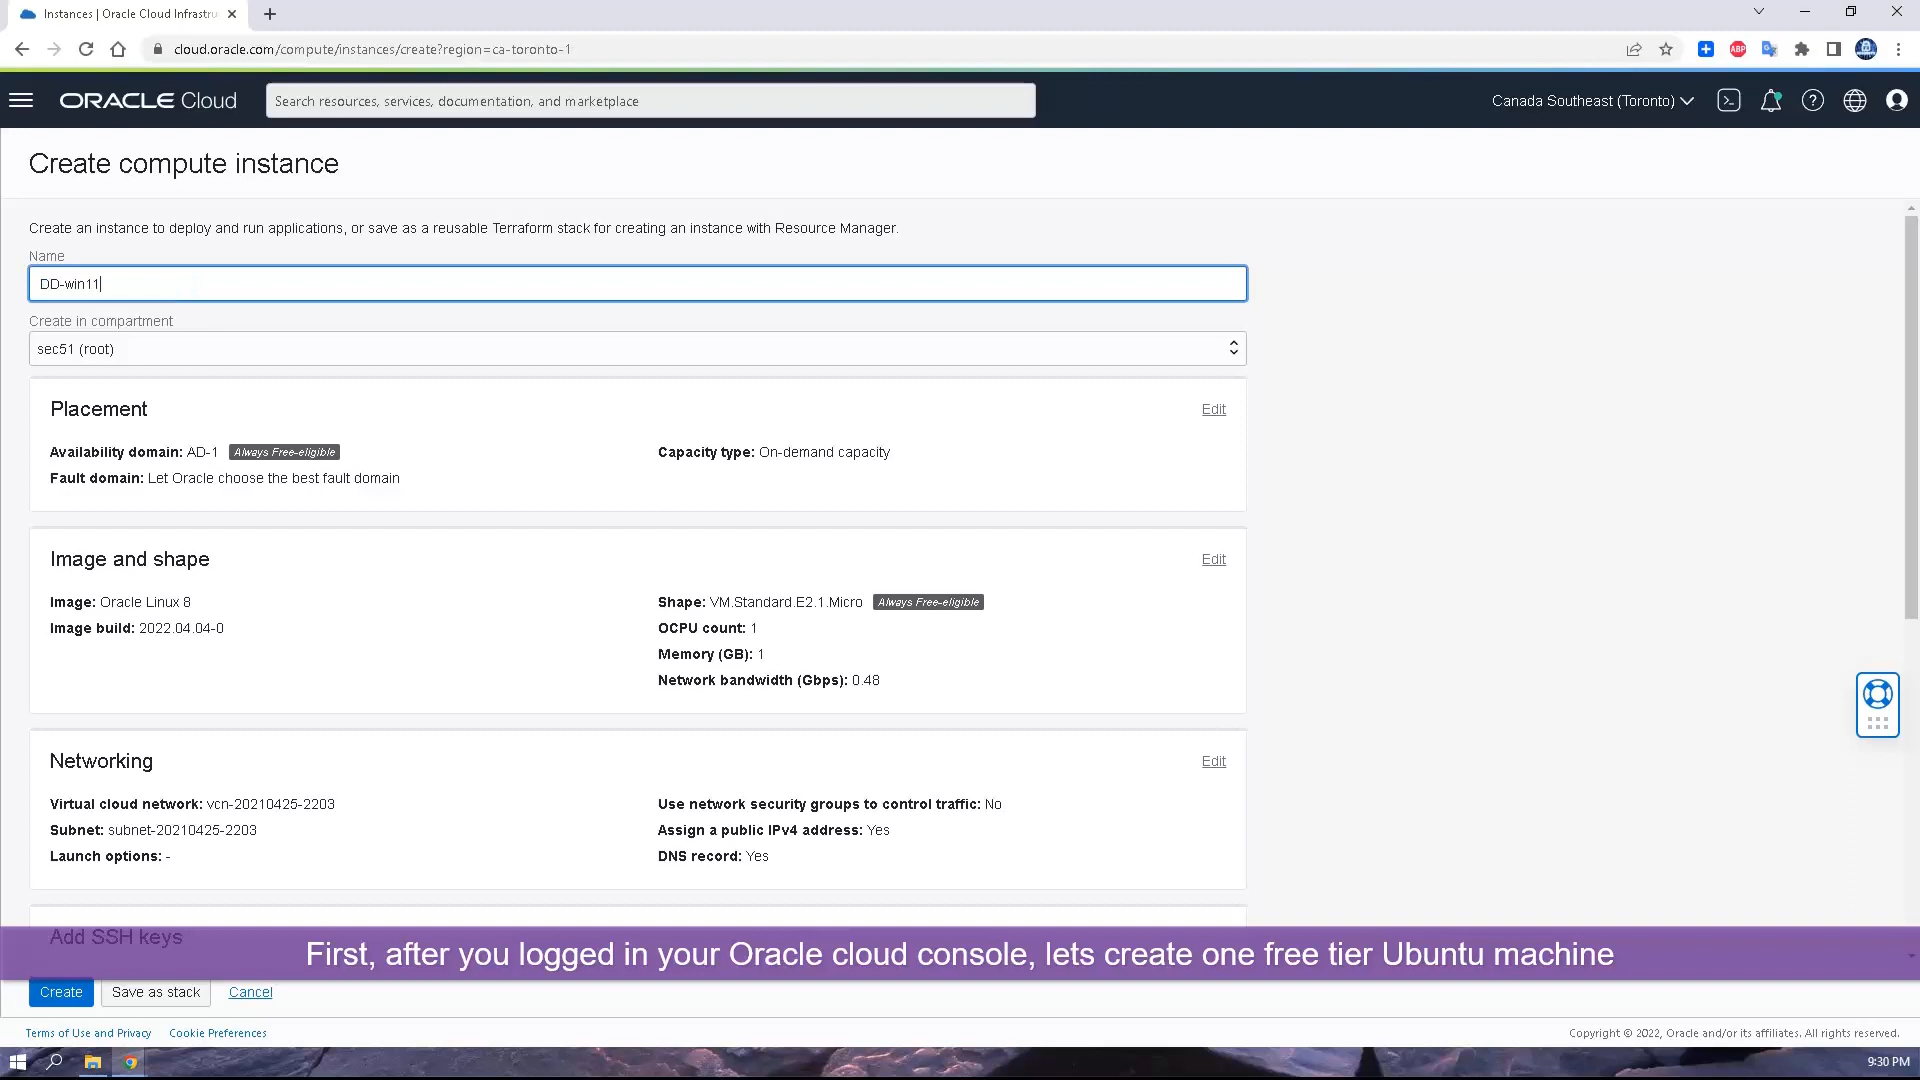 Instances | Oracle Cloud Infrastru
cloud.oracle.com/compute/instances/create?region=ca-toronto-1
ABP
ORACLE Cloud
Search resources, services, documentation, and marketplace
Canada Southeast (Toronto)
Create compute instance
Create an instance to deploy and run applications, or save as a reusable Terraform stack for creating an instance with Resource Manager.
Name
DD-win11
Create in compartment
sec51 (root)
Placement
Edit
Availability domain: AD-1 Always Free-eligible
Capacity type: On-demand capacity
Fault domain: Let Oracle choose the best fault domain
Image and shape
Edit
Image: Oracle Linux 8
Image build: 2022.04.04-0
Shape: VM.Standard.E2.1.Micro Always Free-eligible
OCPU count: 1
Memory (GB): 1
Network bandwidth (Gbps): 0.48
Networking
Edit
Virtual cloud network: vcn-20210425-2203
Subnet: subnet-20210425-2203
Launch options: -
Use network security groups to control traffic: No
Assign a public IPv4 address: Yes
DNS record: Yes
Add SSH keys
First, after you logged in your Oracle cloud console, lets create one free tier Ubuntu machine
Create
Save as stack
Cancel
Terms of Use and Privacy
Cookie Preferences
Copyright © 2022, Oracle and/or its affiliates. All rights reserved.
9:30 PM